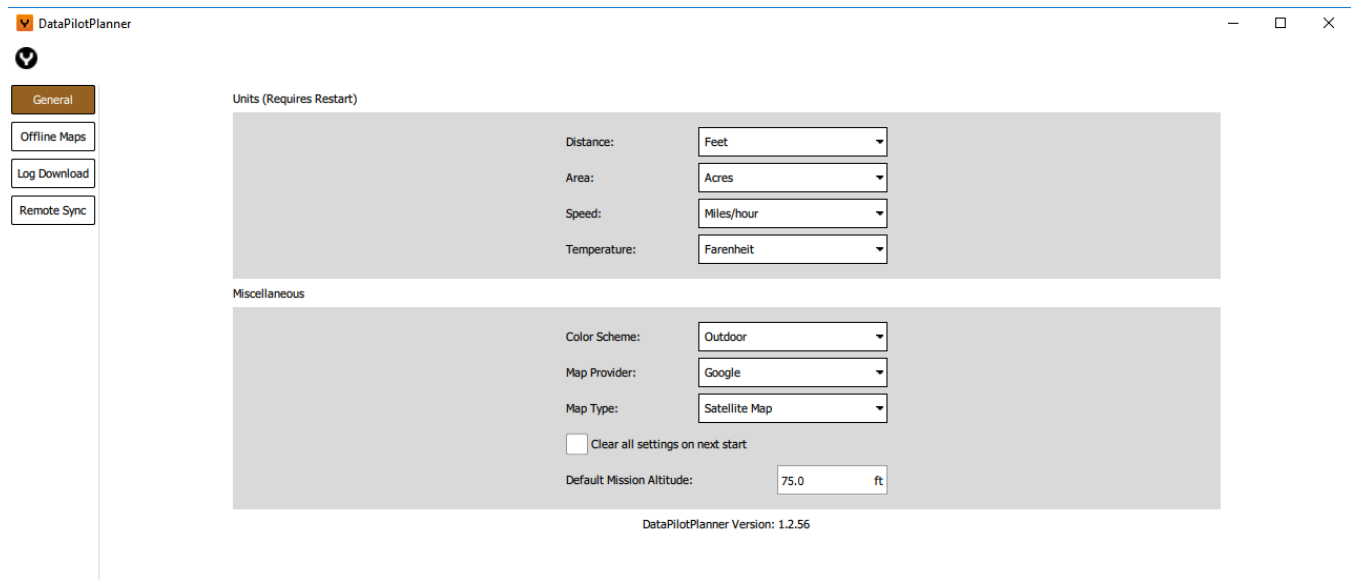 DataPilotPlanner
General
Offline Maps
Log Download
Remote Sync
Units (Requires Restart)
Distance: Feet
Area: Acres
Speed: Miles/hour
Temperature: Farenheit
Miscellaneous
Color Scheme: Outdoor
Map Provider: Google
Map Type: Satellite Map
Clear all settings on next start
Default Mission Altitude: 75.0 ft
DataPilotPlanner Version: 1.2.56